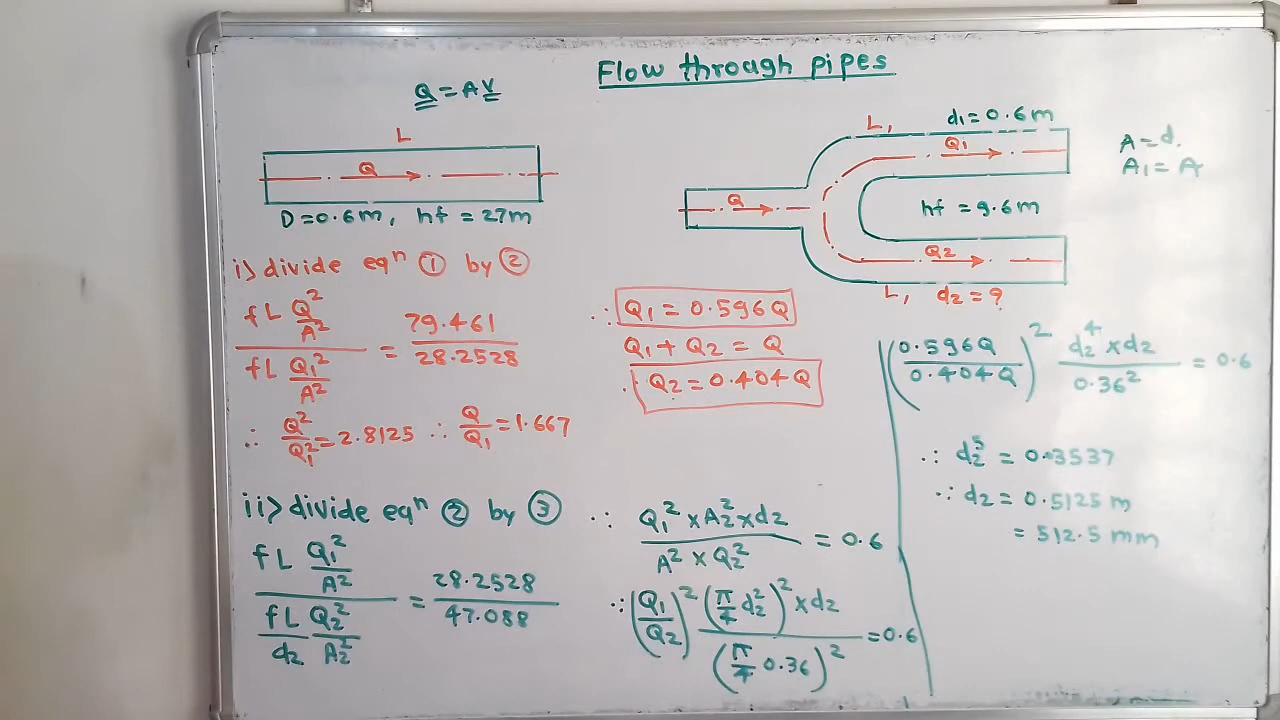 Flow through pipes
Q = AV
L
Q
D=0.6m, hf = 27m
L,
d1=0.6m
Q1
Q
hf = 9.6m
Q2
L,
d2 = ?
A=d.
A1 = A
i> divide eqn ① by ②
fL Q²/A² / fL Q1²/A² = 79.461/28.2528
∴ Q²/Q1² = 2.8125 ∴ Q/Q1 = 1.667
∴ Q1 = 0.596Q
Q1 + Q2 = Q
∴ Q2 = 0.404Q
ii> divide eqn ② by ③
fL Q1²/A² / fL/d2 Q2²/A2² = 28.2528/47.088
∴ Q1² × A2² × d2 / A² × Q2² = 0.6
∴ (Q1/Q2)² (π/4 d2²)² × d2 / (π/4 0.36)² = 0.6
(0.596Q/0.404Q)² d2⁴ × d2 / 0.36² = 0.6
∴ d2⁵ = 0.03537
∴ d2 = 0.5125 m
= 512.5 mm